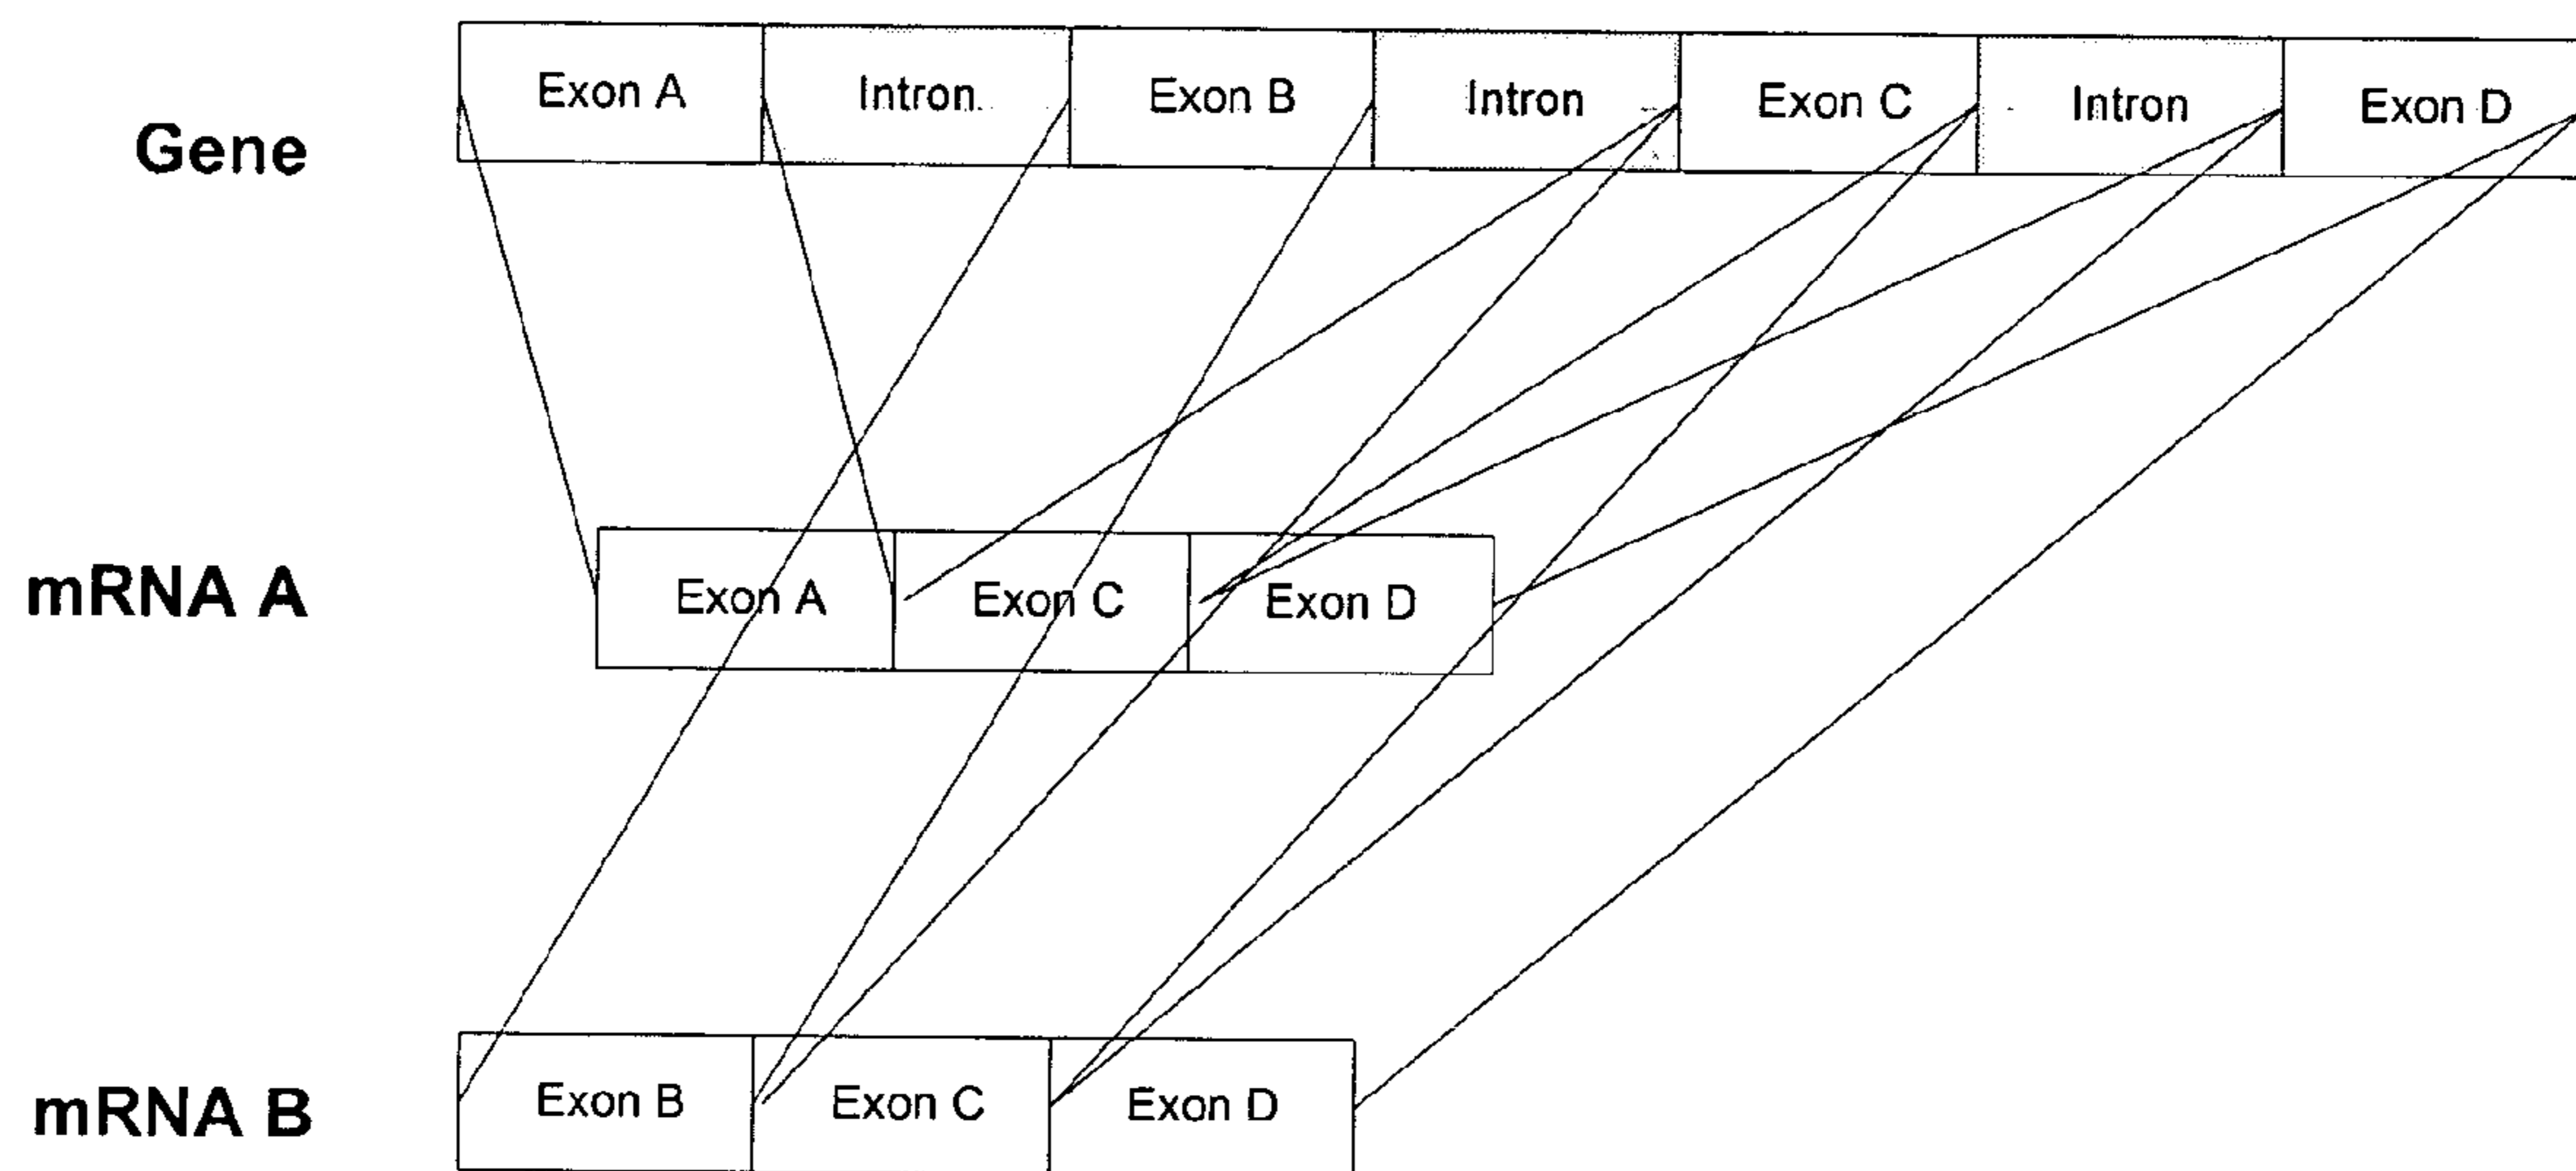 Gene
Exon A Intron Exon B Intron Exon C Intron Exon D
mRNA A
Exon A Exon C Exon D
mRNA B
Exon B Exon C Exon D